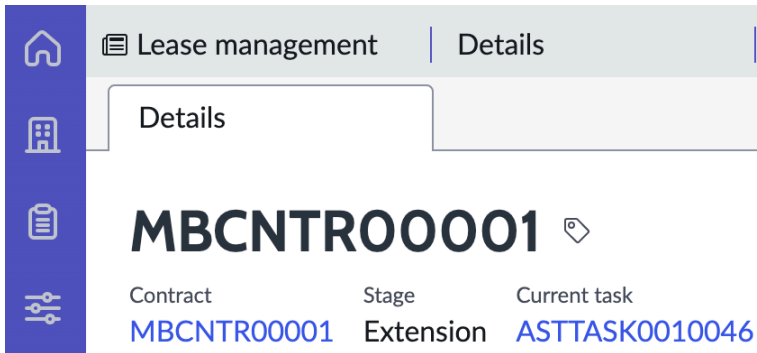 Lease management
Details
Details
MBCNTR00001
Contract
Stage
Current task
MBCNTR00001
Extension
ASTTASK0010046